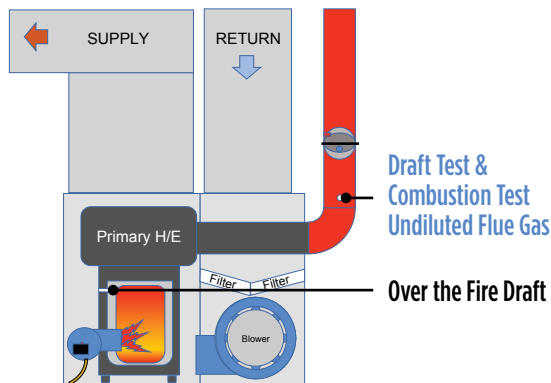 SUPPLY
RETURN
Draft Test &
Combustion Test
Undiluted Flue Gas
Primary H/E
Filter
Filter
Over the Fire Draft
Blower